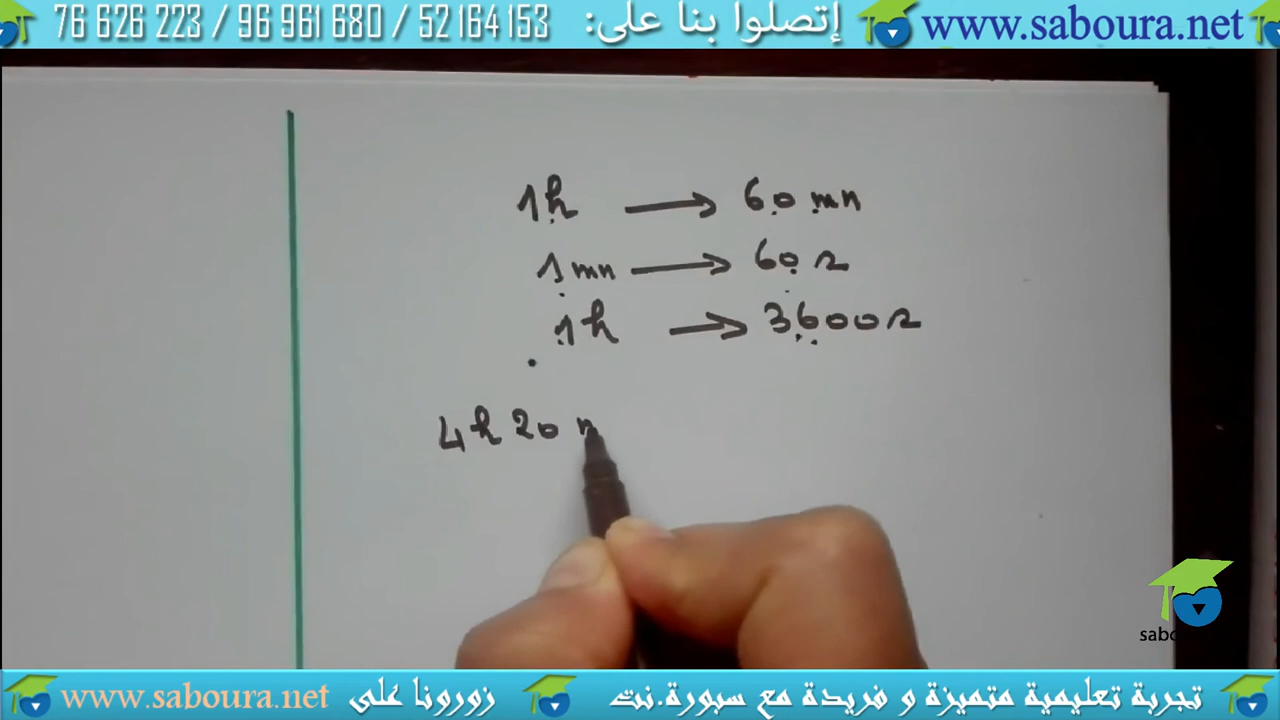 76 626 223 / 96 961 680 / 52 164 153 إتصلوا بنا على: www.saboura.net
1h → 60 mn
1 mn → 60 s
1h → 3600 s
4h 20 m
www.saboura.net زورونا على تجربة تعليمية متميزة و فريدة مع سبورة.نت